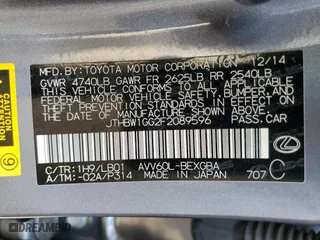 MFD. BY: TOYOTA MOTOR CORPORATION 12/14
GVWR 4740LB GAWR FR 2625LB RR 2540LB
THIS VEHICLE CONFORMS TO ALL APPLICABLE
FEDERAL MOTOR VEHICLE SAFETY, BUMPER, AND
THEFT PREVENTION STANDARDS IN EFFECT ON
THE DATE OF MANUFACTURE SHOWN ABOVE.
JTHBW1GG2F2089596 PASS. CAR
C/TR: 1H9/LB01 AVV60L-BEXGBA
A/TM: -02A/F314 MADE IN JAPAN 707 C
CAUTION